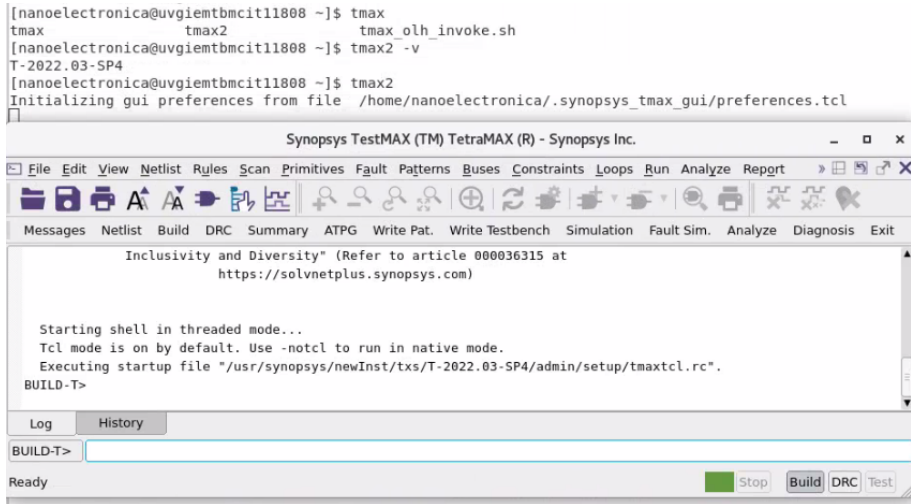 [nanoelectronica@uvgiemtbmcit11808 ~]$ tmax
tmax tmax2 tmax_olh_invoke.sh
[nanoelectronica@uvgiemtbmcit11808 ~]$ tmax2 -v
T-2022.03-SP4
[nanoelectronica@uvgiemtbmcit11808 ~]$ tmax2
Initializing gui preferences from file /home/nanoelectronica/.synopsys_tmax_gui/preferences.tcl
Synopsys TestMAX (TM) TetraMAX (R) - Synopsys Inc.
File Edit View Netlist Rules Scan Primitives Fault Patterns Buses Constraints Loops Run Analyze Report »
Messages Netlist Build DRC Summary ATPG Write Pat. Write Testbench Simulation Fault Sim. Analyze Diagnosis Exit
Inclusivity and Diversity" (Refer to article 000036315 at
https://solvnetplus.synopsys.com)
Starting shell in threaded mode...
Tcl mode is on by default. Use -notcl to run in native mode.
Executing startup file "/usr/synopsys/newInst/txs/T-2022.03-SP4/admin/setup/tmaxtcl.rc".
BUILD-T>
Log History
BUILD-T>
Ready Stop Build DRC Test